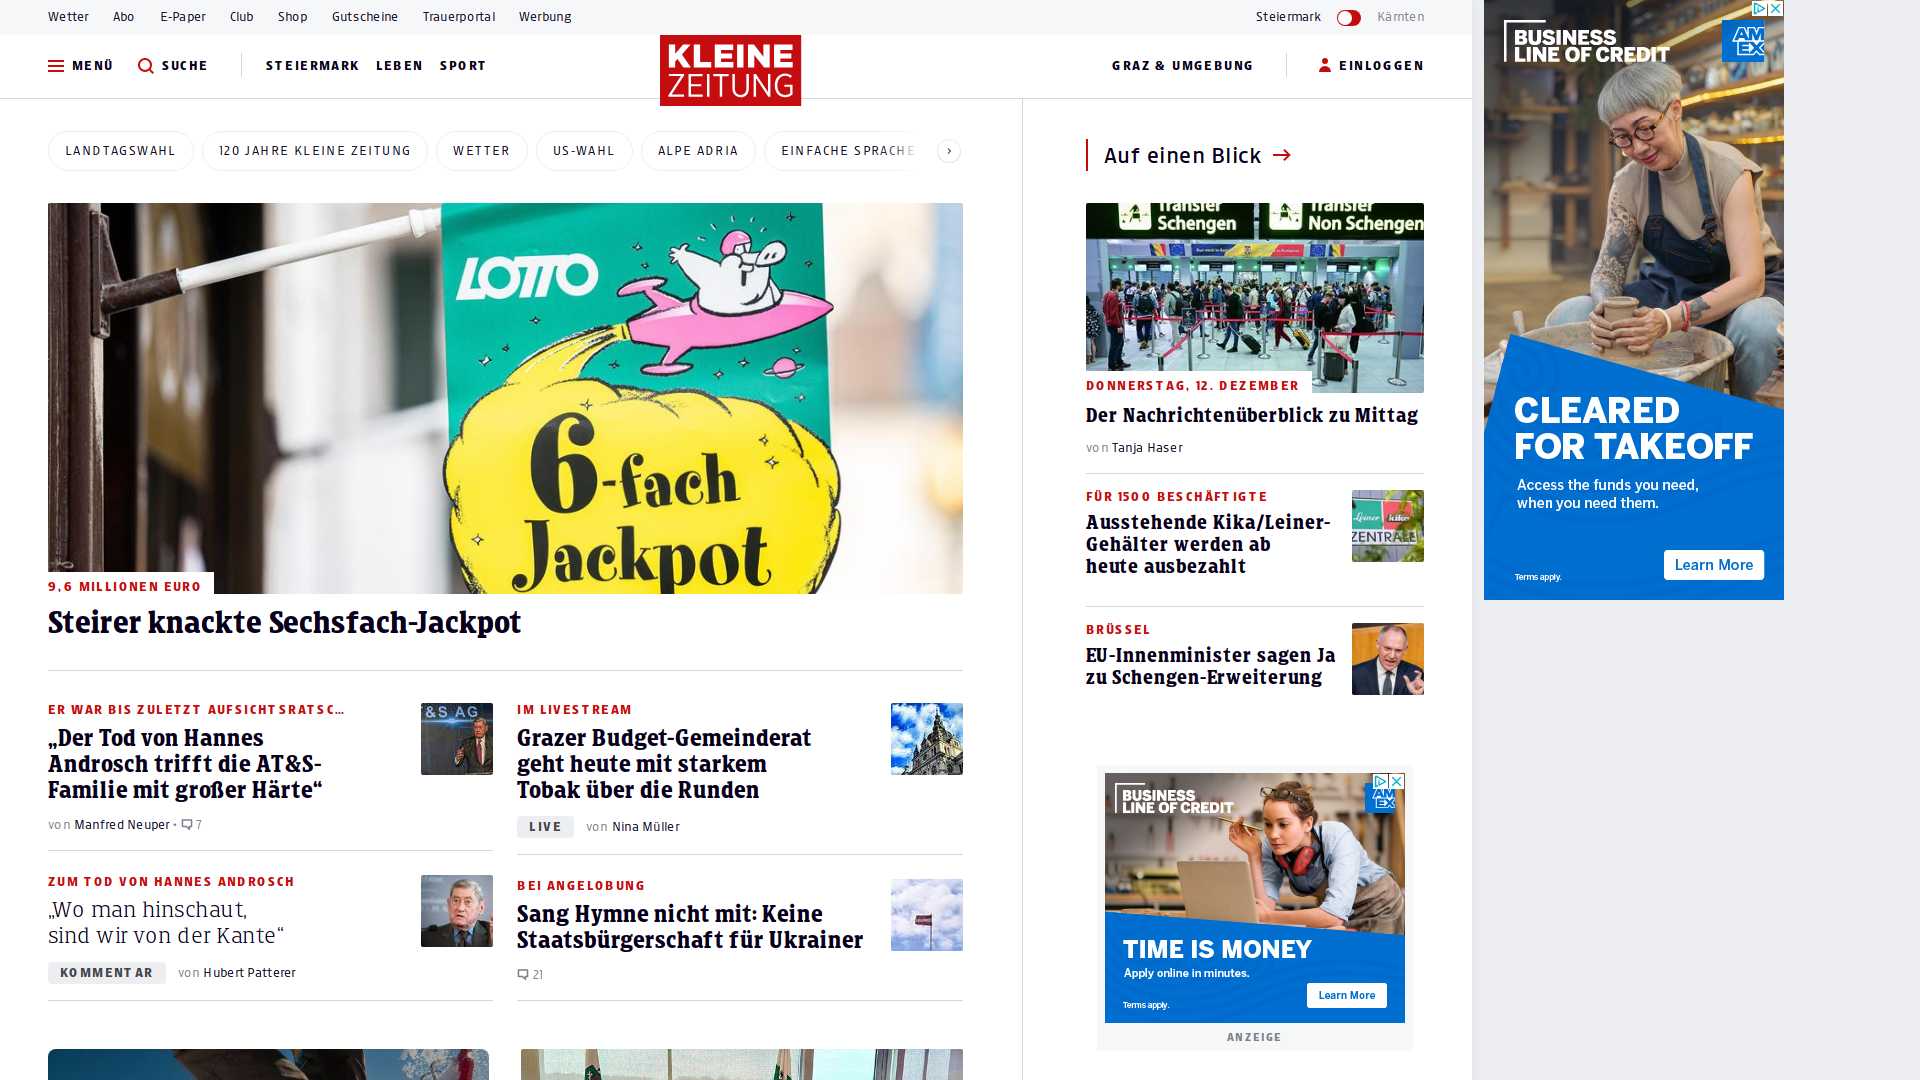 Wetter Abo E-Paper Club Shop Gutscheine Trauerportal Werbung Steiermark Kärnten
MENÜ SUCHE STEIERMARK LEBEN SPORT
KLEINE
ZEITUNG
GRAZ & UMGEBUNG EINLOGGEN
LANDTAGSWAHL 120 JAHRE KLEINE ZEITUNG WETTER US-WAHL ALPE ADRIA EINFACHE SPRACHE
LOTTO
6-fach
Jackpot
9,6 MILLIONEN EURO
Steirer knackte Sechsfach-Jackpot
ER WAR BIS ZULETZT AUFSICHTSRATSC...
„Der Tod von Hannes
Androsch trifft die AT&S-
Familie mit großer Härte“
von Manfred Neuper • 7
T&S AG
ZUM TOD VON HANNES ANDROSCH
„Wo man hinschaut,
sind wir von der Kante“
KOMMENTAR von Hubert Patterer
IM LIVESTREAM
Grazer Budget-Gemeinderat
geht heute mit starkem
Tobak über die Runden
LIVE von Nina Müller
BEI ANGELOBUNG
Sang Hymne nicht mit: Keine
Staatsbürgerschaft für Ukrainer
21
Auf einen Blick
Transfer
Schengen
Transfer
Non Schengen
DONNERSTAG, 12. DEZEMBER
Der Nachrichtenüberblick zu Mittag
von Tanja Haser
FÜR 1500 BESCHÄFTIGTE
Ausstehende Kika/Leiner-
Gehälter werden ab
heute ausbezahlt
Leiner kika
ZENTRALE
BRÜSSEL
EU-Innenminister sagen Ja
zu Schengen-Erweiterung
BUSINESS
LINE OF CREDIT
AM
EX
TIME IS MONEY
Apply online in minutes.
Terms apply.
Learn More
ANZEIGE
BUSINESS
LINE OF CREDIT
AM
EX
CLEARED
FOR TAKEOFF
Access the funds you need,
when you need them.
Terms apply.
Learn More